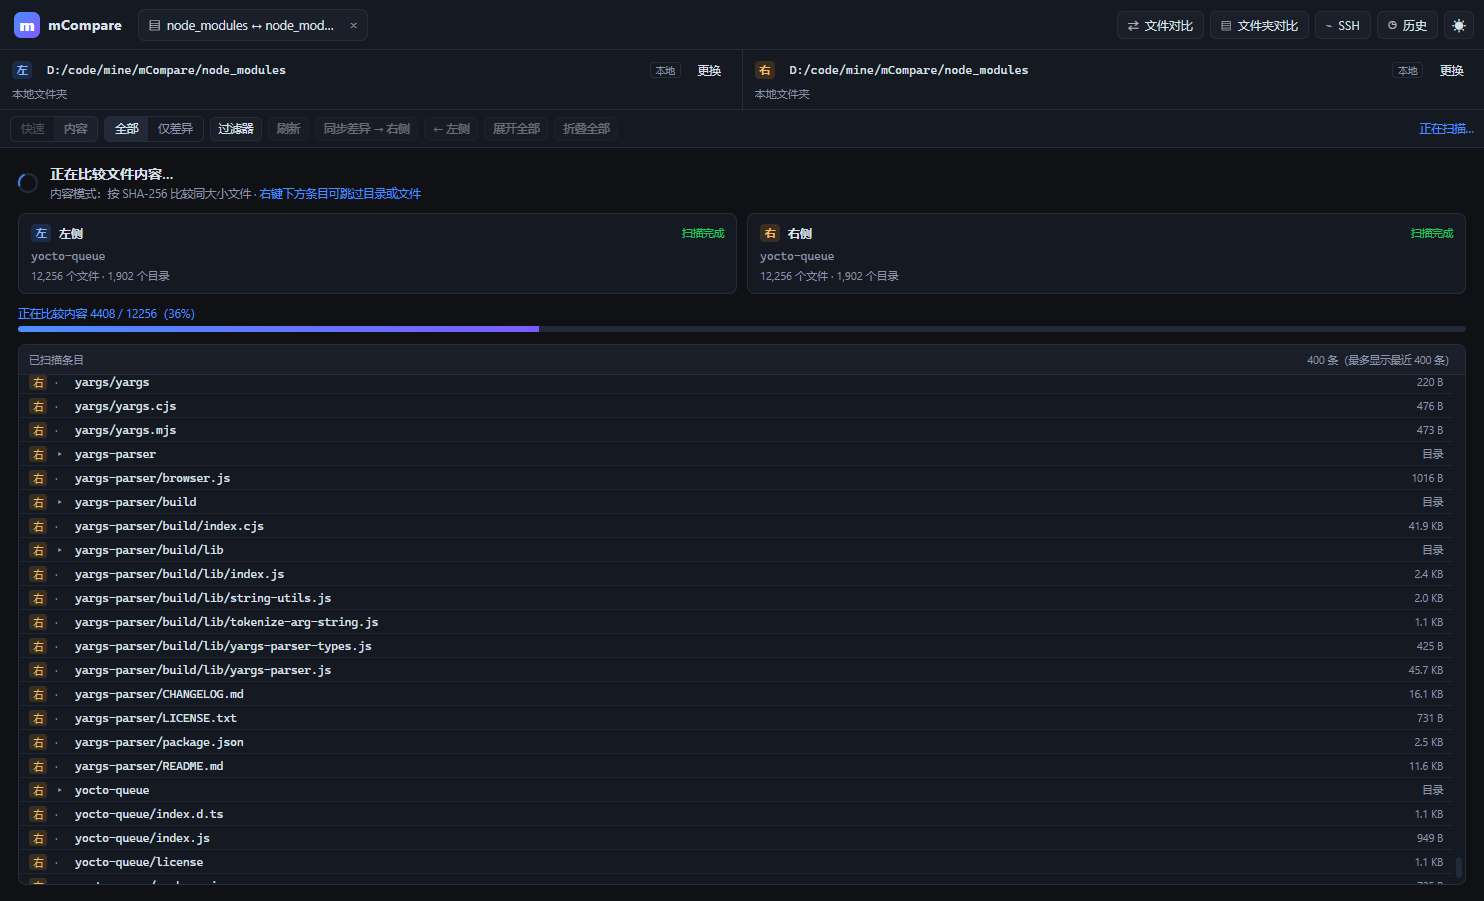 m mCompare node_modules ↔ node_mod... × 文件对比 文件夹对比 ~ SSH 历史
左 D:/code/mine/mCompare/node_modules 本地 更换
本地文件夹
右 D:/code/mine/mCompare/node_modules 本地 更换
本地文件夹
快速 内容 全部 仅差异 过滤器 刷新 同步差异 → 右侧 ← 左侧 展开全部 折叠全部 正在扫描...
正在比较文件内容...
内容模式：按 SHA-256 比较同大小文件 · 右键下方条目可跳过目录或文件
左 左侧 扫描完成
yocto-queue
12,256 个文件 · 1,902 个目录
右 右侧 扫描完成
yocto-queue
12,256 个文件 · 1,902 个目录
正在比较内容 4408 / 12256（36%）
已扫描条目 400 条（最多显示最近 400 条）
右 · yargs/yargs 220 B
右 · yargs/yargs.cjs 476 B
右 · yargs/yargs.mjs 473 B
右 ▸ yargs-parser 目录
右 · yargs-parser/browser.js 1016 B
右 ▸ yargs-parser/build 目录
右 · yargs-parser/build/index.cjs 41.9 KB
右 ▸ yargs-parser/build/lib 目录
右 · yargs-parser/build/lib/index.js 2.4 KB
右 · yargs-parser/build/lib/string-utils.js 2.0 KB
右 · yargs-parser/build/lib/tokenize-arg-string.js 1.1 KB
右 · yargs-parser/build/lib/yargs-parser-types.js 425 B
右 · yargs-parser/build/lib/yargs-parser.js 45.7 KB
右 · yargs-parser/CHANGELOG.md 16.1 KB
右 · yargs-parser/LICENSE.txt 731 B
右 · yargs-parser/package.json 2.5 KB
右 · yargs-parser/README.md 11.6 KB
右 ▸ yocto-queue 目录
右 · yocto-queue/index.d.ts 1.1 KB
右 · yocto-queue/index.js 949 B
右 · yocto-queue/license 1.1 KB